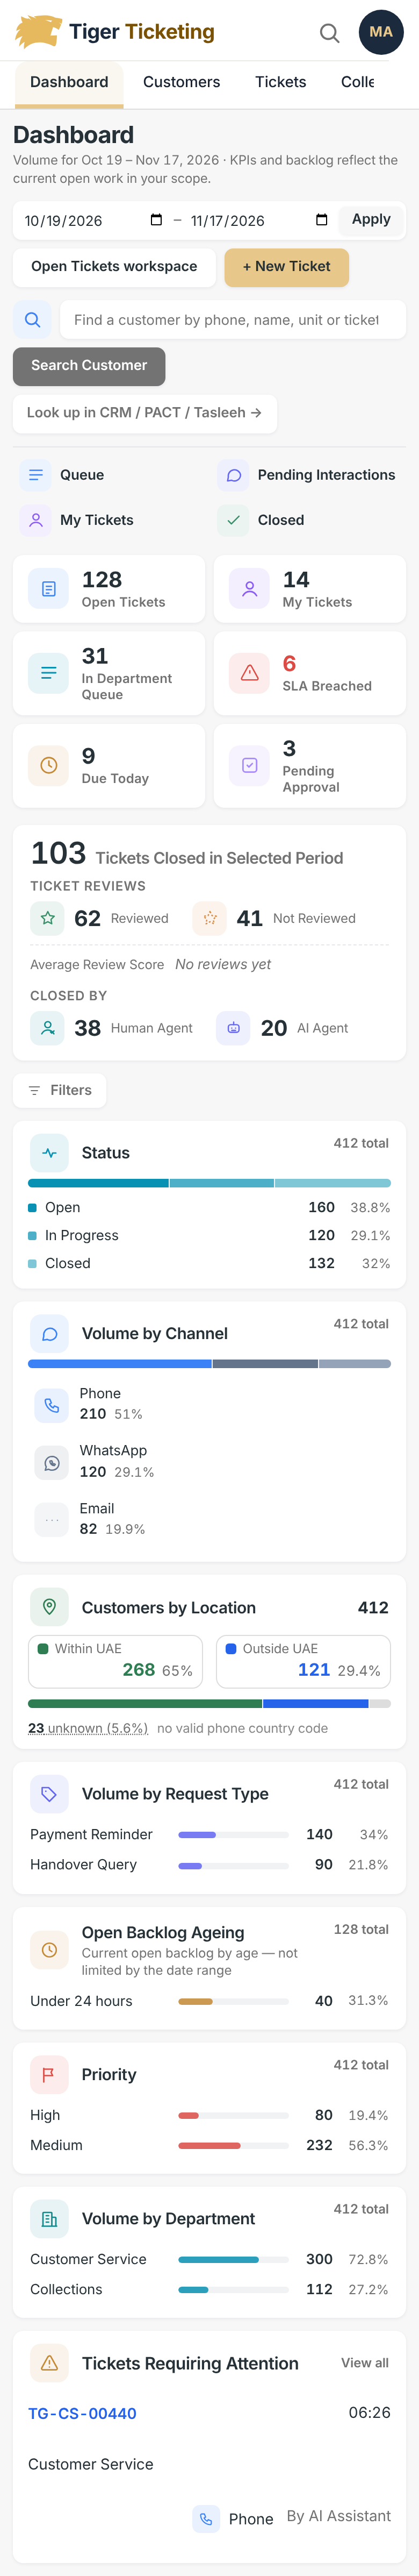 Tiger Ticketing
MA
Dashboard Customers Tickets Colle
Dashboard
Volume for Oct 19 – Nov 17, 2026 · KPIs and backlog reflect the
current open work in your scope.
10/19/2026 – 11/17/2026 Apply
Open Tickets workspace + New Ticket
Find a customer by phone, name, unit or ticket
Search Customer
Look up in CRM / PACT / Tasleeh →
Queue Pending Interactions
My Tickets Closed
128 Open Tickets
14 My Tickets
31 In Department
Queue
6 SLA Breached
9 Due Today
3 Pending
Approval
103 Tickets Closed in Selected Period
TICKET REVIEWS
62 Reviewed 41 Not Reviewed
Average Review Score No reviews yet
CLOSED BY
38 Human Agent 20 AI Agent
Filters
Status 412 total
Open 160 38.8%
In Progress 120 29.1%
Closed 132 32%
Volume by Channel 412 total
Phone
210 51%
WhatsApp
120 29.1%
Email
82 19.9%
Customers by Location 412
Within UAE
268 65%
Outside UAE
121 29.4%
23 unknown (5.6%) no valid phone country code
Volume by Request Type 412 total
Payment Reminder 140 34%
Handover Query 90 21.8%
Open Backlog Ageing 128 total
Current open backlog by age — not
limited by the date range
Under 24 hours 40 31.3%
Priority 412 total
High 80 19.4%
Medium 232 56.3%
Volume by Department 412 total
Customer Service 300 72.8%
Collections 112 27.2%
Tickets Requiring Attention View all
TG-CS-00440 06:26
Customer Service
Phone By AI Assistant